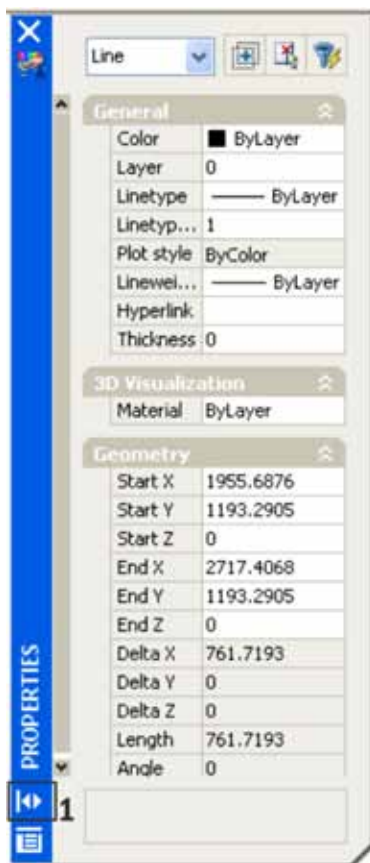 Line
General
Color ByLayer
Layer 0
Linetype ByLayer
Linetyp... 1
Plot style ByColor
Linewei... ByLayer
Hyperlink
Thickness 0
3D Visualization
Material ByLayer
Geometry
Start X 1955.6876
Start Y 1193.2905
Start Z 0
End X 2717.4068
End Y 1193.2905
End Z 0
Delta X 761.7193
Delta Y 0
Delta Z 0
Length 761.7193
Angle 0
PROPERTIES
1